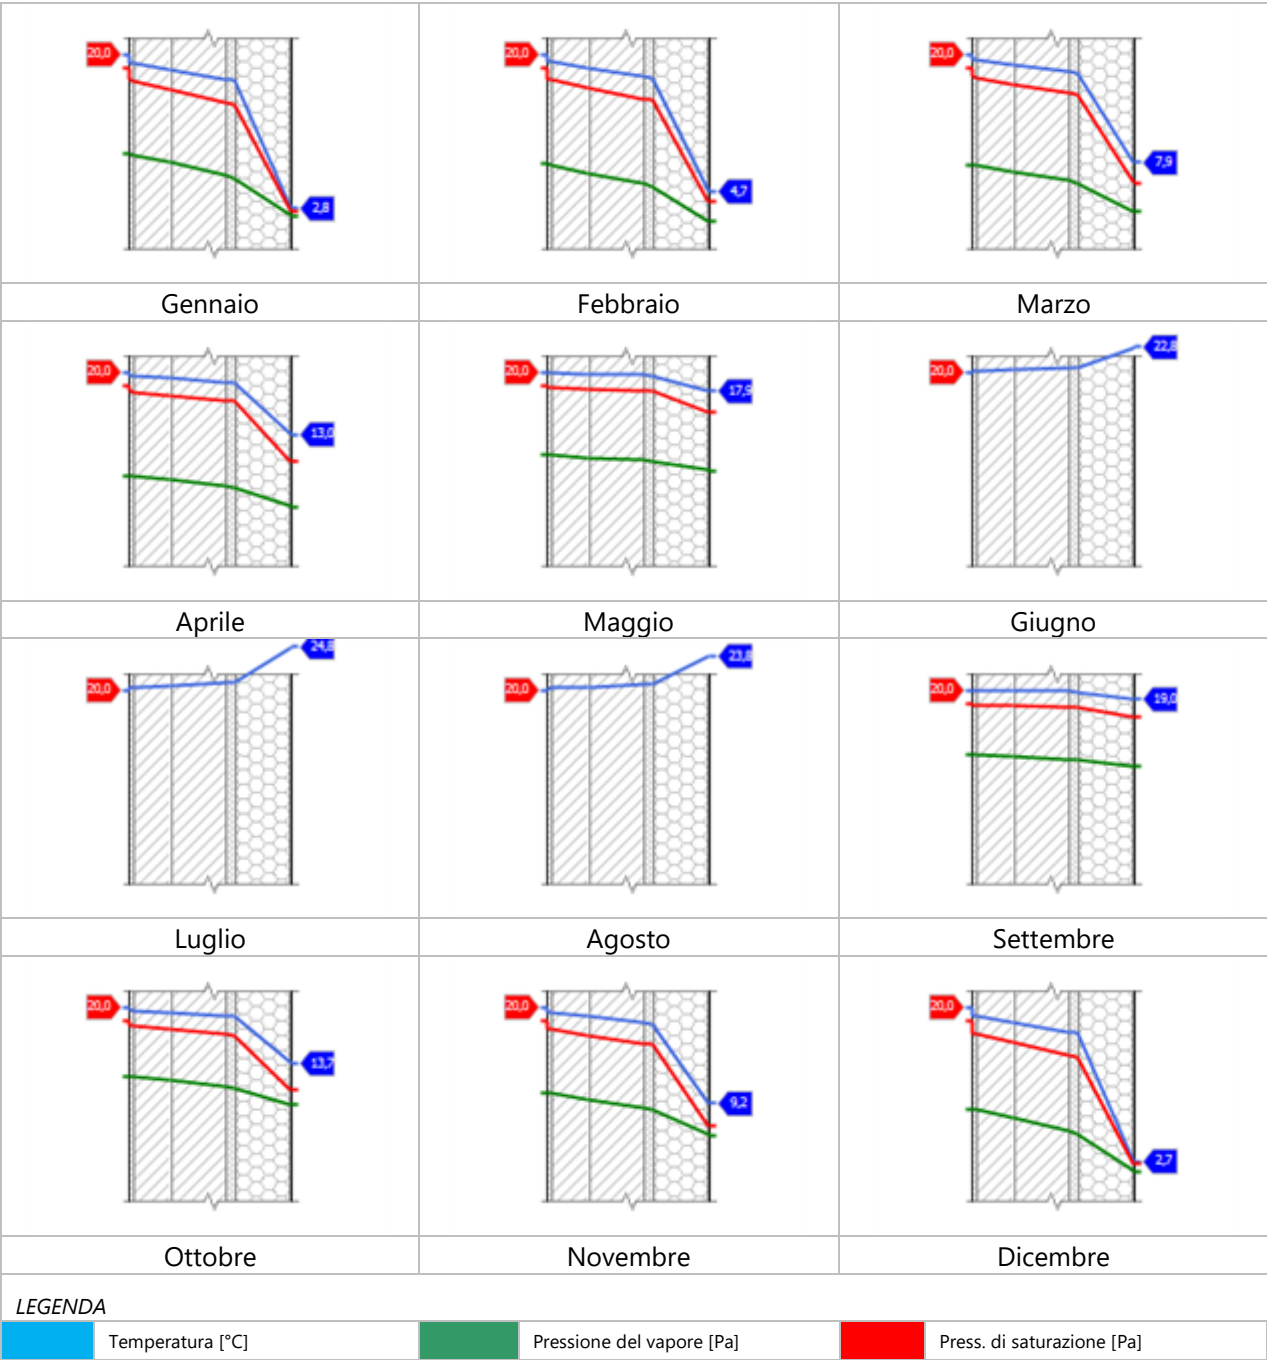 20,0 20,0 20,0
2,8 4,7 7,9
Gennaio Febbraio Marzo
20,0 20,0 20,0
13,0 17,9 22,8
Aprile Maggio Giugno
20,0 20,0 20,0
24,8 23,8 19,0
Luglio Agosto Settembre
20,0 20,0 20,0
13,7 9,2 2,7
Ottobre Novembre Dicembre
LEGENDA
Temperatura [°C] Pressione del vapore [Pa] Press. di saturazione [Pa]